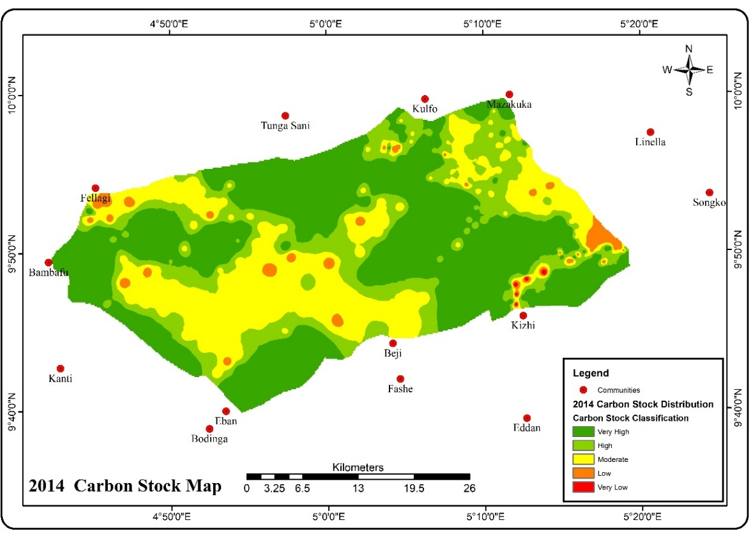 4°50'0"E 5°0'0"E 5°10'0"E 5°20'0"E
10°0'0"N
9°50'0"N
9°40'0"N
10°0'0"N
9°50'0"N
9°40'0"N
N
W E
S
Kulfo
Mazakuka
Tunga Sani
Linella
Fellagi
Songko
Bambafu
Kizhi
Beji
Kanti
Fashe
Eban
Bodinga
Eddan
Legend
Communities
2014 Carbon Stock Distribution
Carbon Stock Classification
Very High
High
Moderate
Low
Very Low
2014 Carbon Stock Map
Kilometers
0 3.25 6.5 13 19.5 26
4°50'0"E 5°0'0"E 5°10'0"E 5°20'0"E